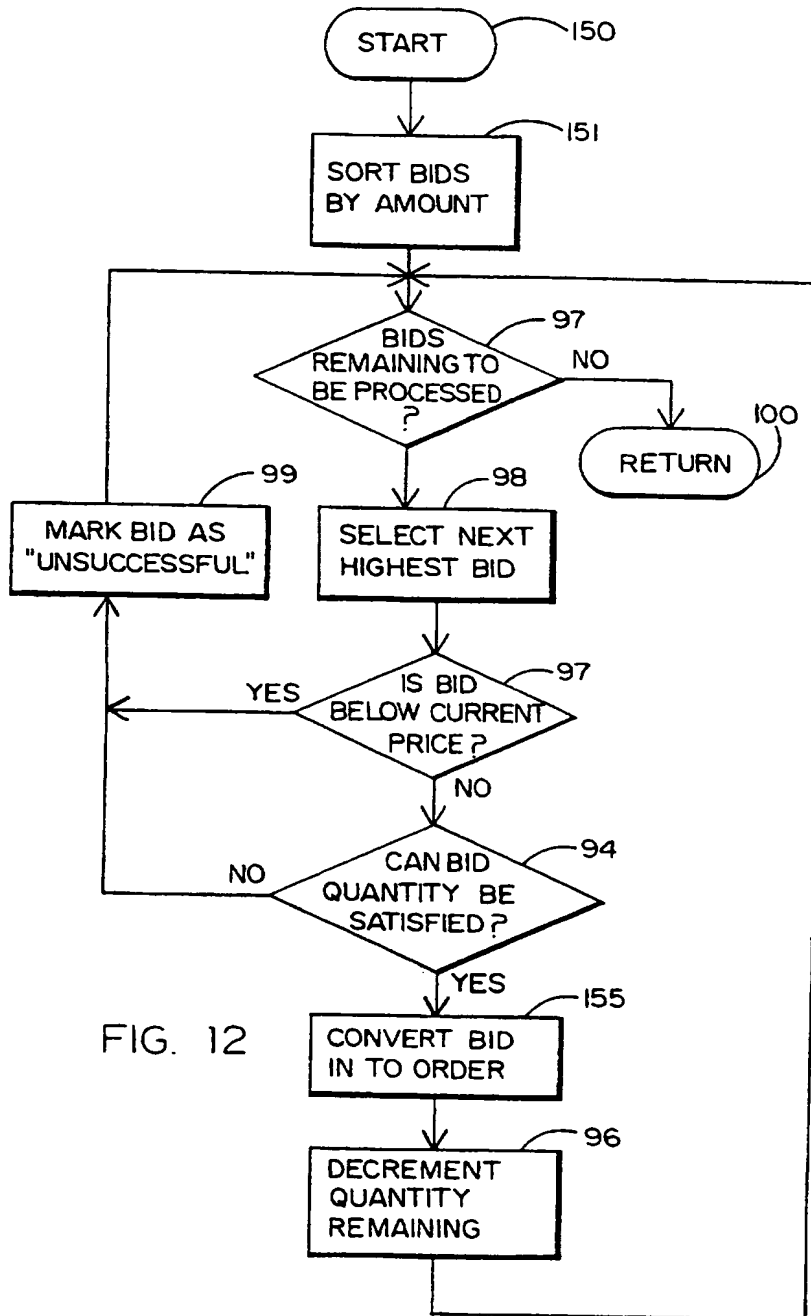 START
150
151
SORT BIDS
BY AMOUNT
97
BIDS
REMAINING TO
BE PROCESSED
?
NO
100
RETURN
99
MARK BID AS
"UNSUCCESSFUL"
98
SELECT NEXT
HIGHEST BID
97
YES
IS BID
BELOW CURRENT
PRICE?
NO
94
NO
CAN BID
QUANTITY BE
SATISFIED?
YES
155
FIG. 12
CONVERT BID
IN TO ORDER
96
DECREMENT
QUANTITY
REMAINING